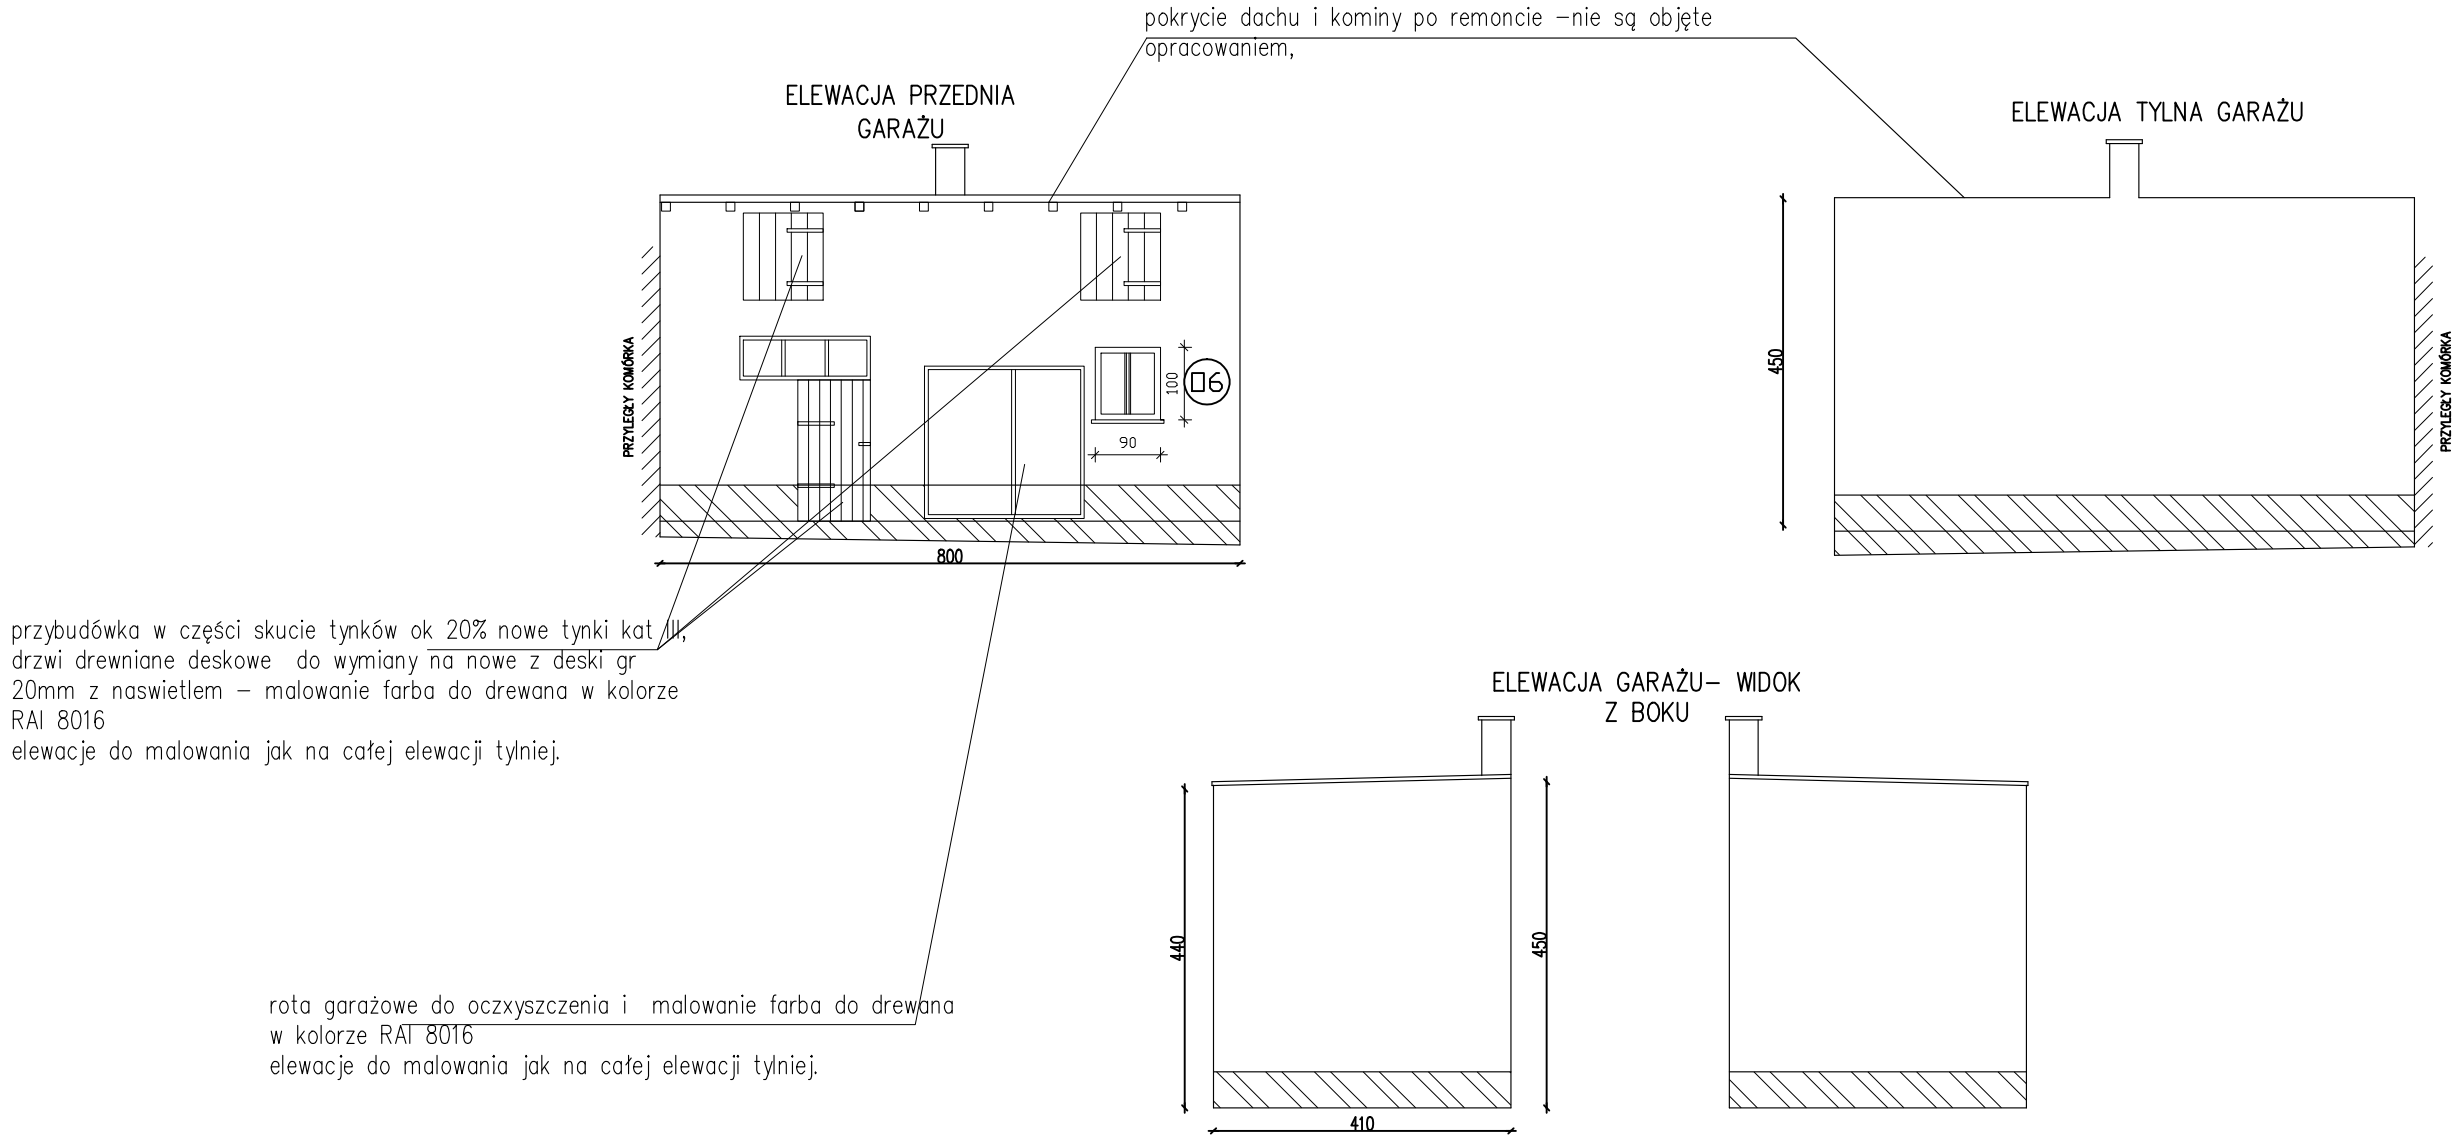 pokrycie dachu i kominy po remoncie –nie są objęte
opracowaniem,
ELEWACJA PRZEDNIA
GARAŻU
ELEWACJA TYLNA GARAŻU
PRZYLEGŁY KOMÓRKA
100
6
90
800
450
PRZYLEGŁY KOMÓRKA
przybudówka w części skucie tynków ok 20% nowe tynki kat III,
drzwi drewniane deskowe do wymiany na nowe z deski gr
20mm z naswietlem – malowanie farba do drewana w kolorze
RAl 8016
elewacje do malowania jak na całej elewacji tylniej.
ELEWACJA GARAŻU– WIDOK
Z BOKU
440
450
410
rota garażowe do oczxyszczenia i malowanie farba do drewana
w kolorze RAl 8016
elewacje do malowania jak na całej elewacji tylniej.